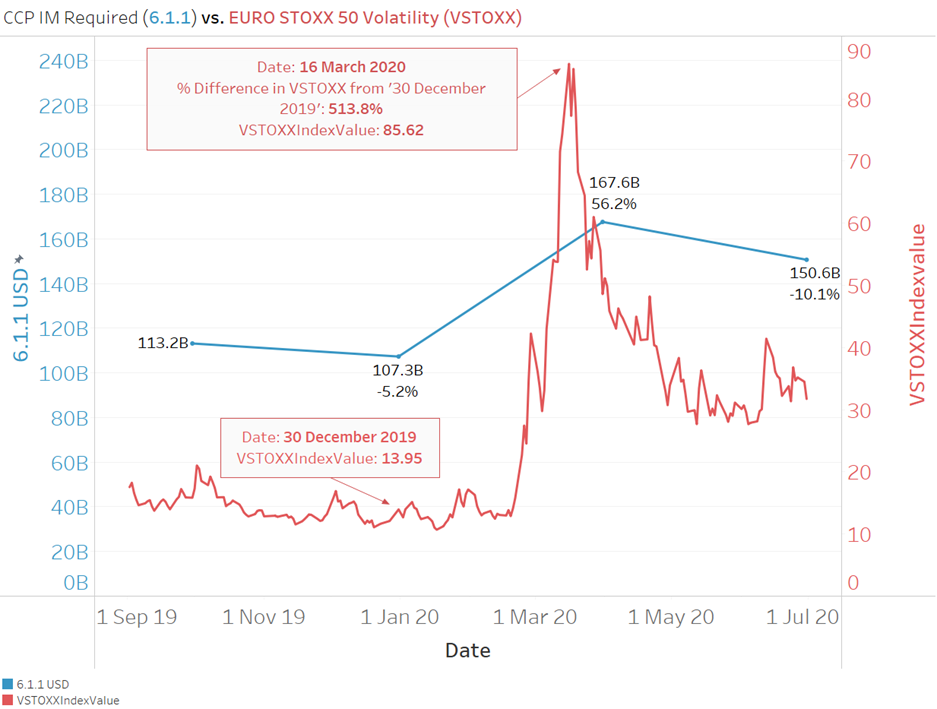 CCP IM Required (6.1.1) vs. EURO STOXX 50 Volatility (VSTOXX)
240B
220B
200B
180B
160B
140B
120B
100B
80B
60B
40B
20B
0B
6.1.1 USD
Date: 16 March 2020
% Difference in VSTOXX from '30 December
2019': 513.8%
VSTOXXIndexValue: 85.62
113.2B
107.3B
-5.2%
167.6B
56.2%
150.6B
-10.1%
Date: 30 December 2019
VSTOXXIndexValue: 13.95
90
80
70
60
50
40
30
20
10
0
VSTOXXIndexvalue
1 Sep 19
1 Nov 19
1 Jan 20
1 Mar 20
1 May 20
1 Jul 20
Date
6.1.1 USD
VSTOXXIndexValue